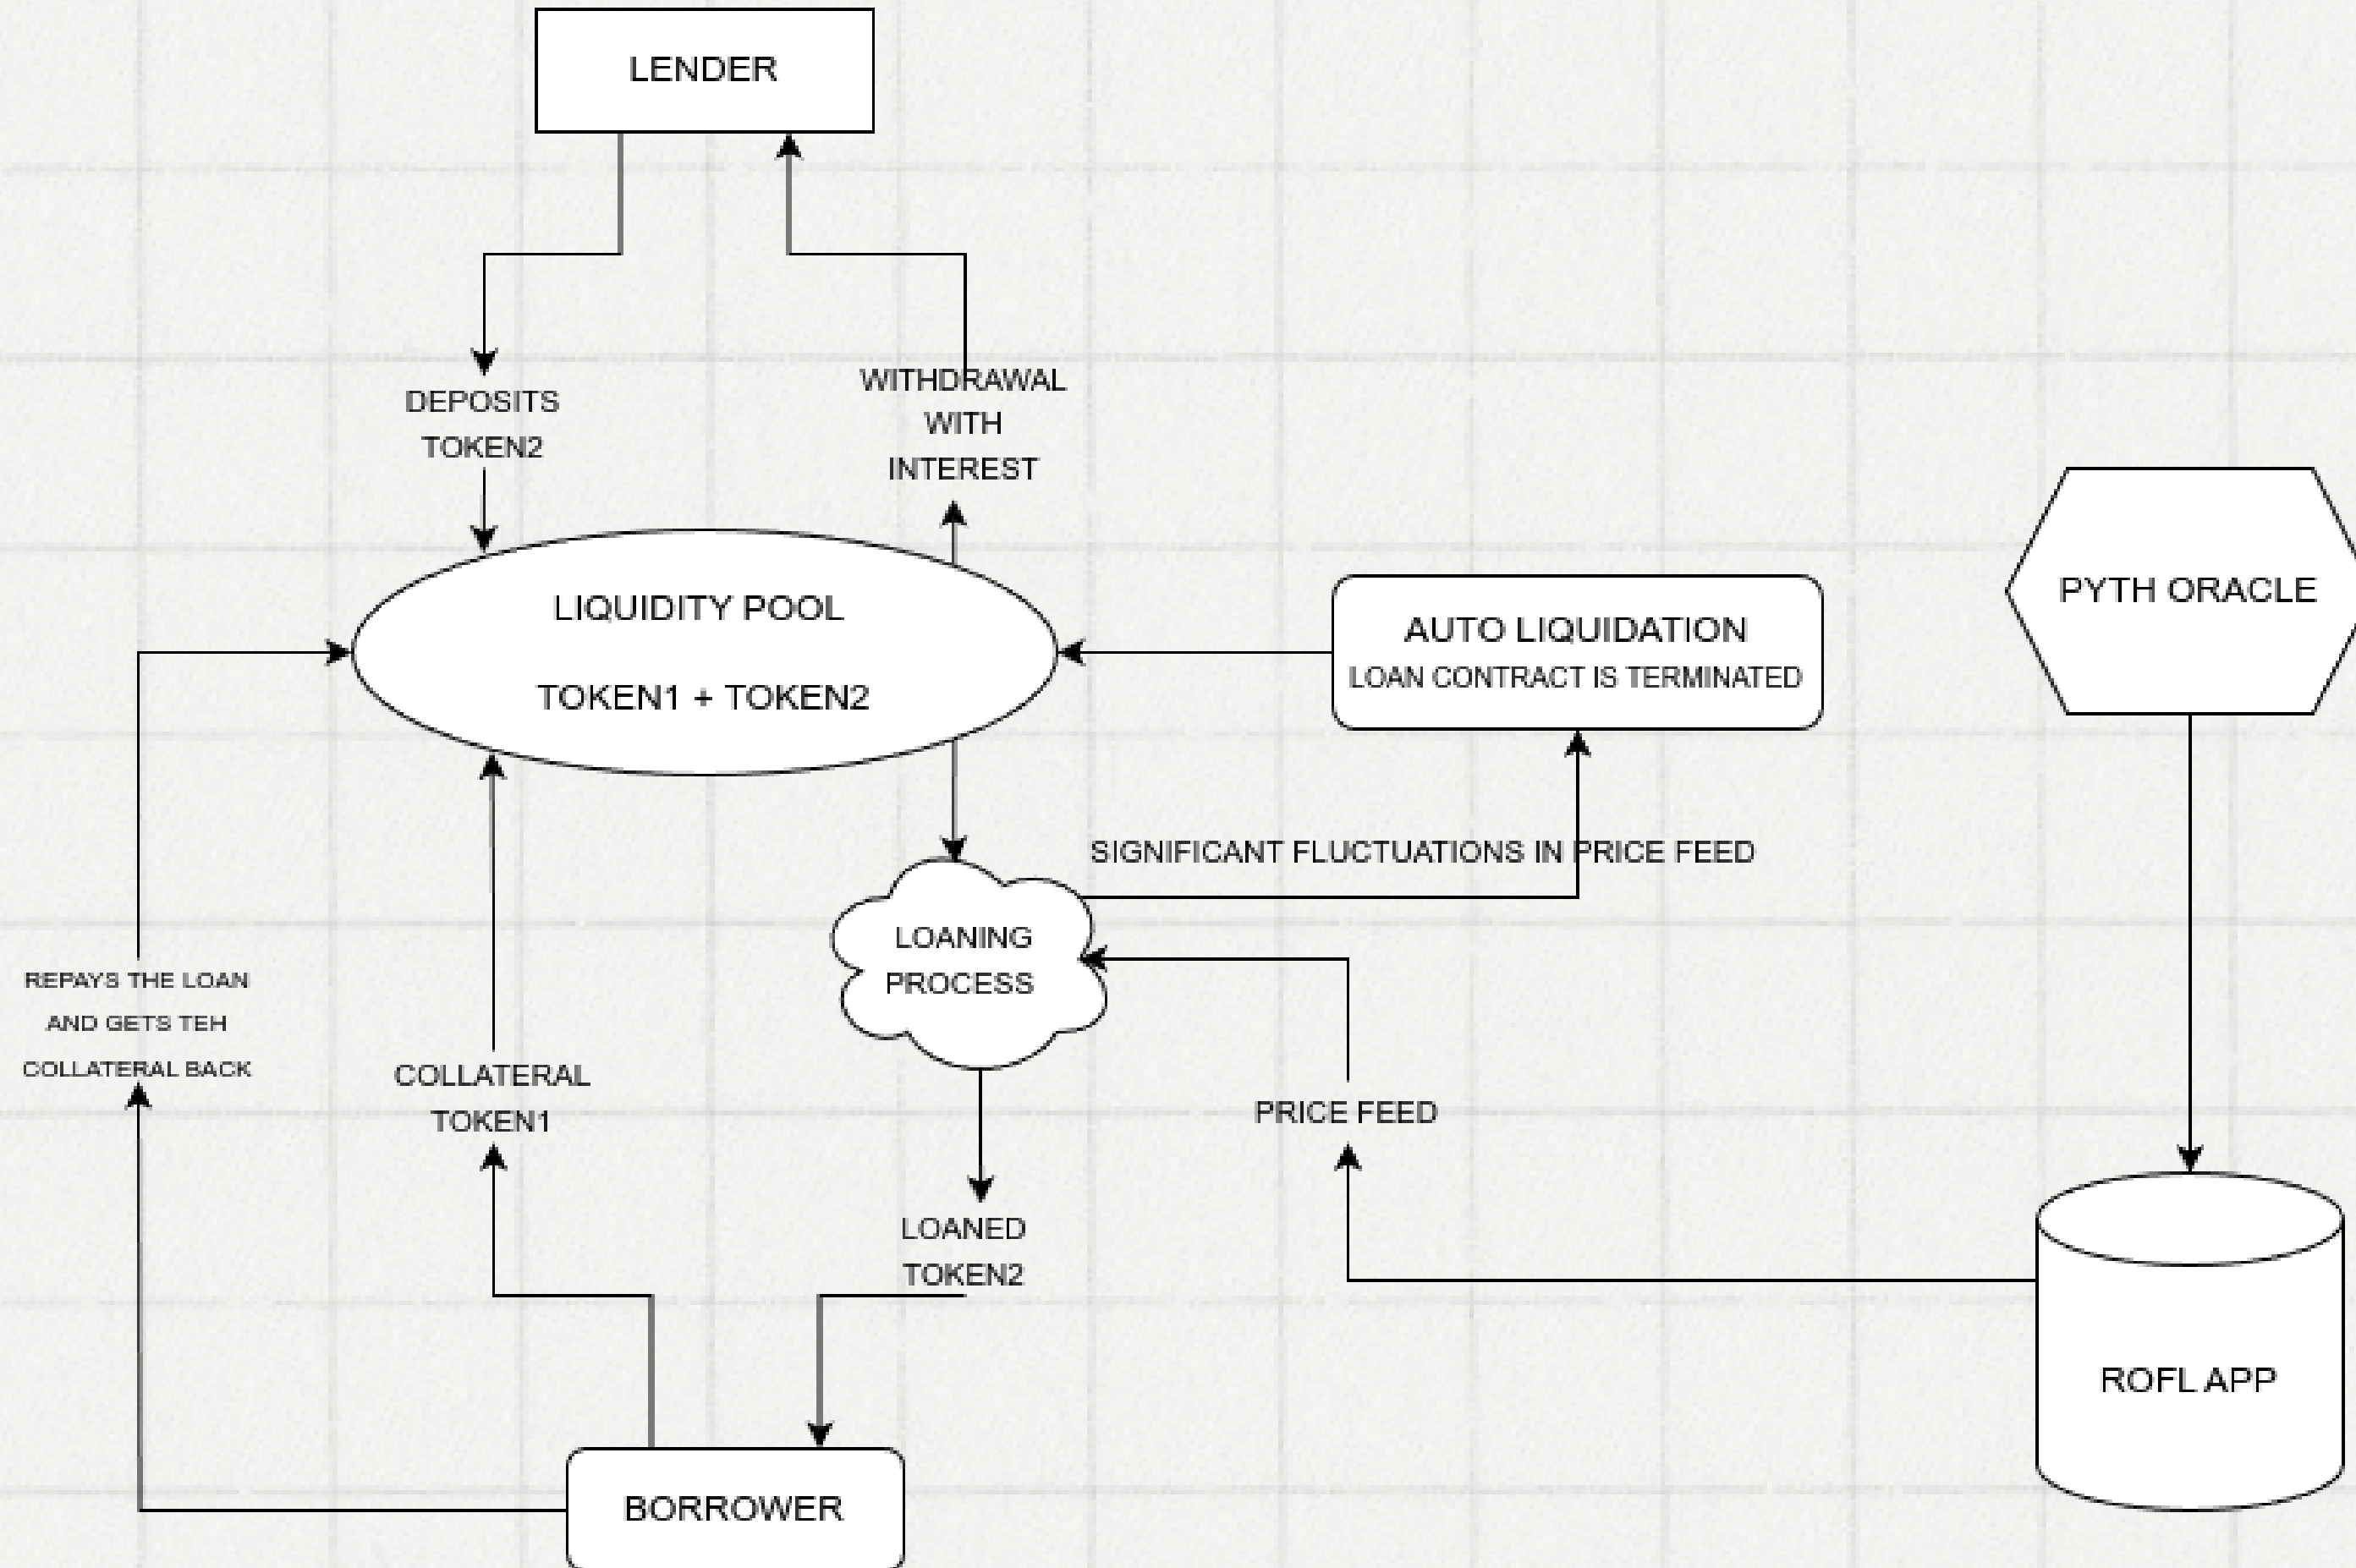 LENDER
DEPOSITS
TOKEN2
WITHDRAWAL
WITH
INTEREST
LIQUIDITY POOL
TOKEN1 + TOKEN2
AUTO LIQUIDATION
LOAN CONTRACT IS TERMINATED
PYTH ORACLE
SIGNIFICANT FLUCTUATIONS IN PRICE FEED
LOANING
PROCESS
REPAYS THE LOAN
AND GETS TEH
COLLATERAL BACK
COLLATERAL
TOKEN1
PRICE FEED
LOANED
TOKEN2
ROFL APP
BORROWER